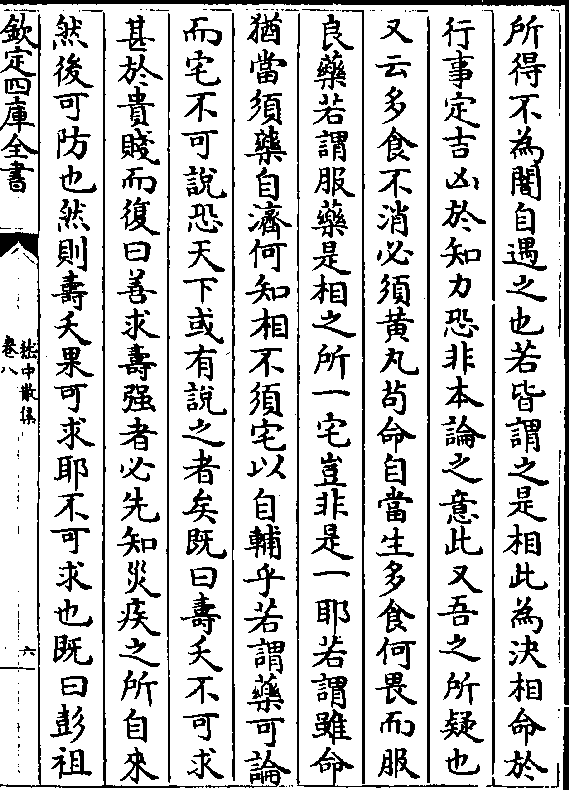 所得不為闇自遇之也若皆謂之是相此為決相命於
行事定吉凶於知力恐非本論之意此又吾之所疑也
又云多食不消必須黄丸苟命自當生多食何畏而服
良藥若謂服藥是相之所一宅豈非是一耶若謂雖命
猶當須藥自濟何知相不須宅以自輔乎若謂藥可論
而宅不可說恐天下或有說之者矣既曰壽夭不可求
甚於貴賤而復曰善求壽强者必先知災疾之所自來
然後可防也然則壽夭果可求耶不可求也既曰彭祖
欽定四庫全書
嵇中散集
卷八
六